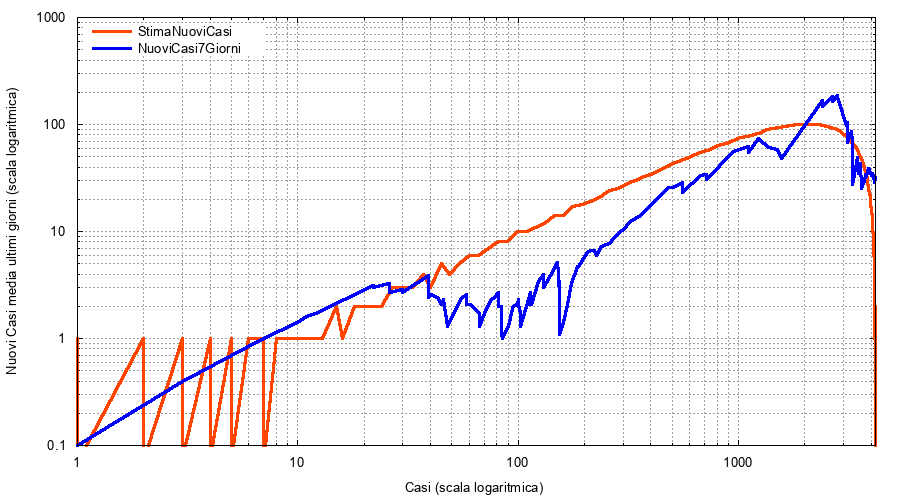 1000
100
10
1
0.1
Nuovi Casi media ultimi giorni (scala logaritmica)
StimaNuoviCasi
NuoviCasi7Giorni
1 10 100 1000
Casi (scala logaritmica)